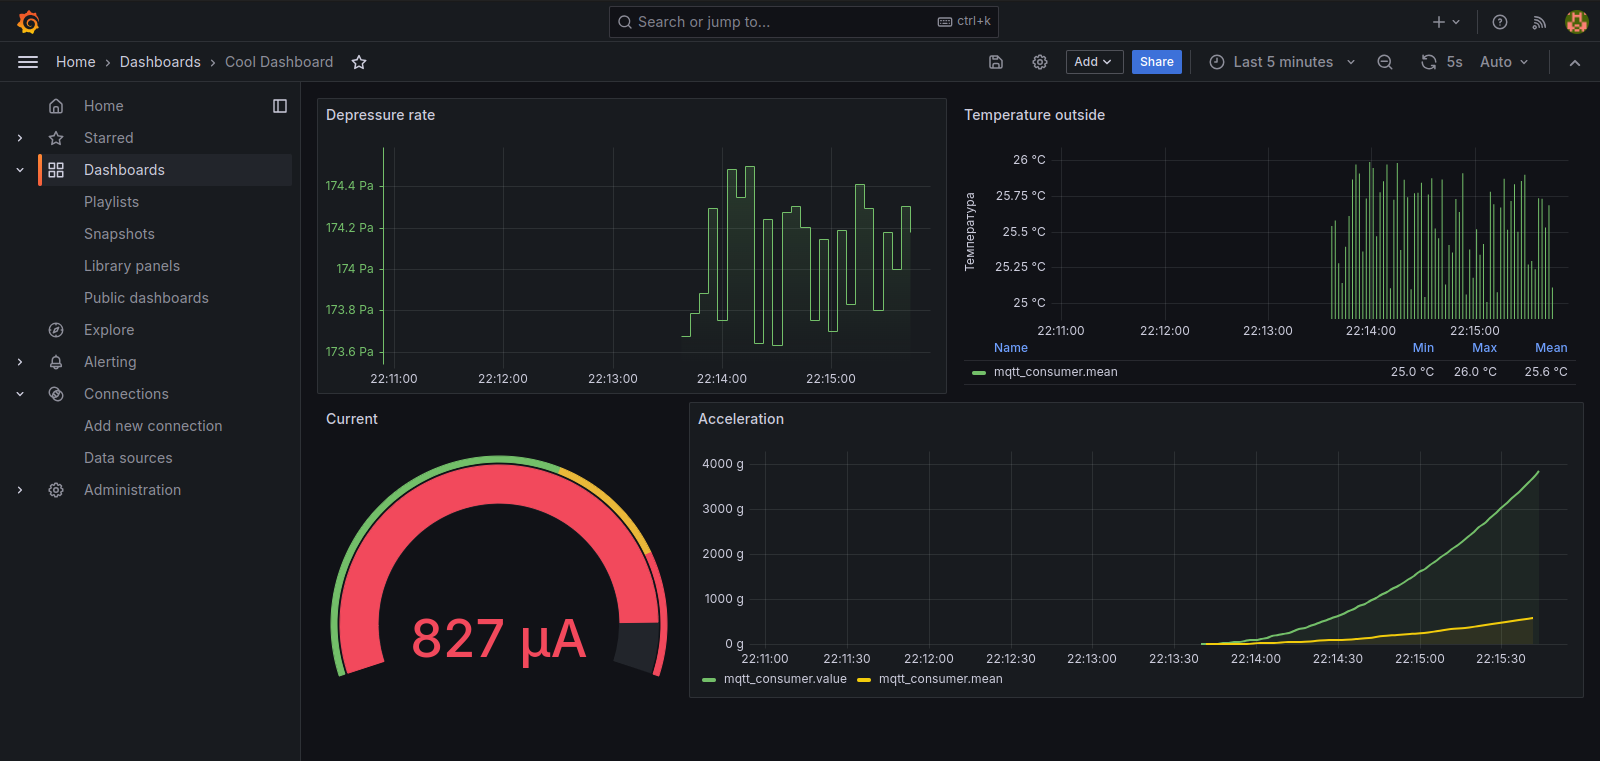 Search or jump to...
ctrl+k
Home › Dashboards › Cool Dashboard
Add
Share
Last 5 minutes
5s
Auto
Home
Starred
Dashboards
Playlists
Snapshots
Library panels
Public dashboards
Explore
Alerting
Connections
Add new connection
Data sources
Administration
Depressure rate
174.4 Pa
174.2 Pa
174 Pa
173.8 Pa
173.6 Pa
22:11:00 22:12:00 22:13:00 22:14:00 22:15:00
Temperature outside
Температура
26 °C
25.75 °C
25.5 °C
25.25 °C
25 °C
22:11:00 22:12:00 22:13:00 22:14:00 22:15:00
Name Min Max Mean
mqtt_consumer.mean 25.0 °C 26.0 °C 25.6 °C
Current
827 µA
Acceleration
4000 g
3000 g
2000 g
1000 g
0 g
22:11:00 22:11:30 22:12:00 22:12:30 22:13:00 22:13:30 22:14:00 22:14:30 22:15:00 22:15:30
mqtt_consumer.value mqtt_consumer.mean